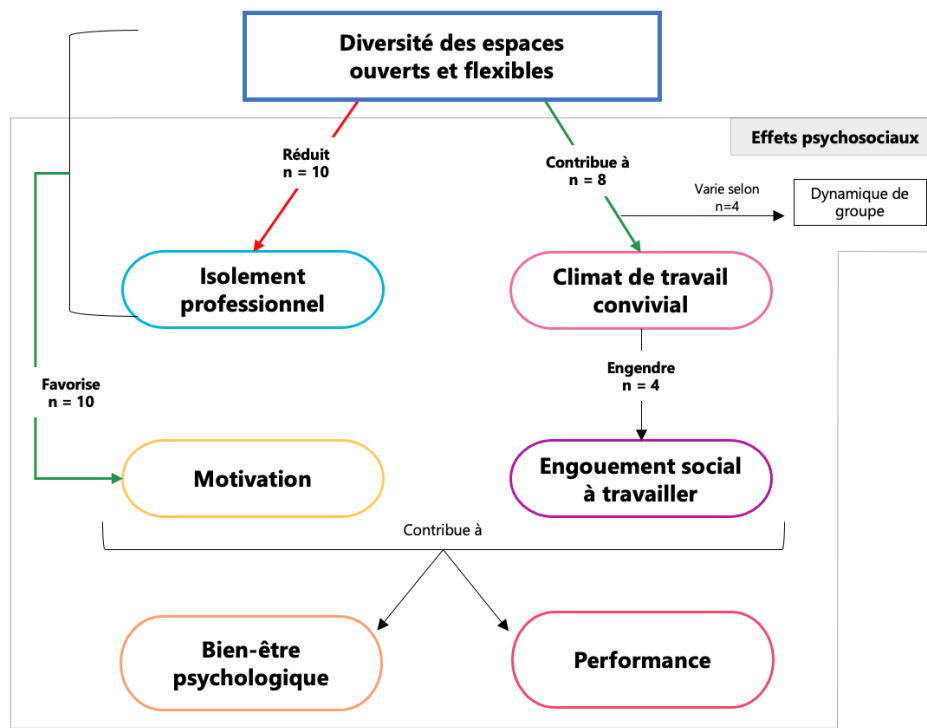 Diversité des espaces
ouverts et flexibles
Effets psychosociaux
Réduit
n = 10
Contribue à
n = 8
Varie selon
n=4
Dynamique de
groupe
Isolement
professionnel
Climat de travail
convivial
Engendre
n = 4
Favorise
n = 10
Motivation
Engouement social
à travailler
Contribue à
Bien-être
psychologique
Performance